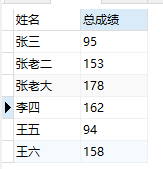 姓名 总成绩
张三 95
张老二 153
张老大 178
李四 162
王五 94
王六 158